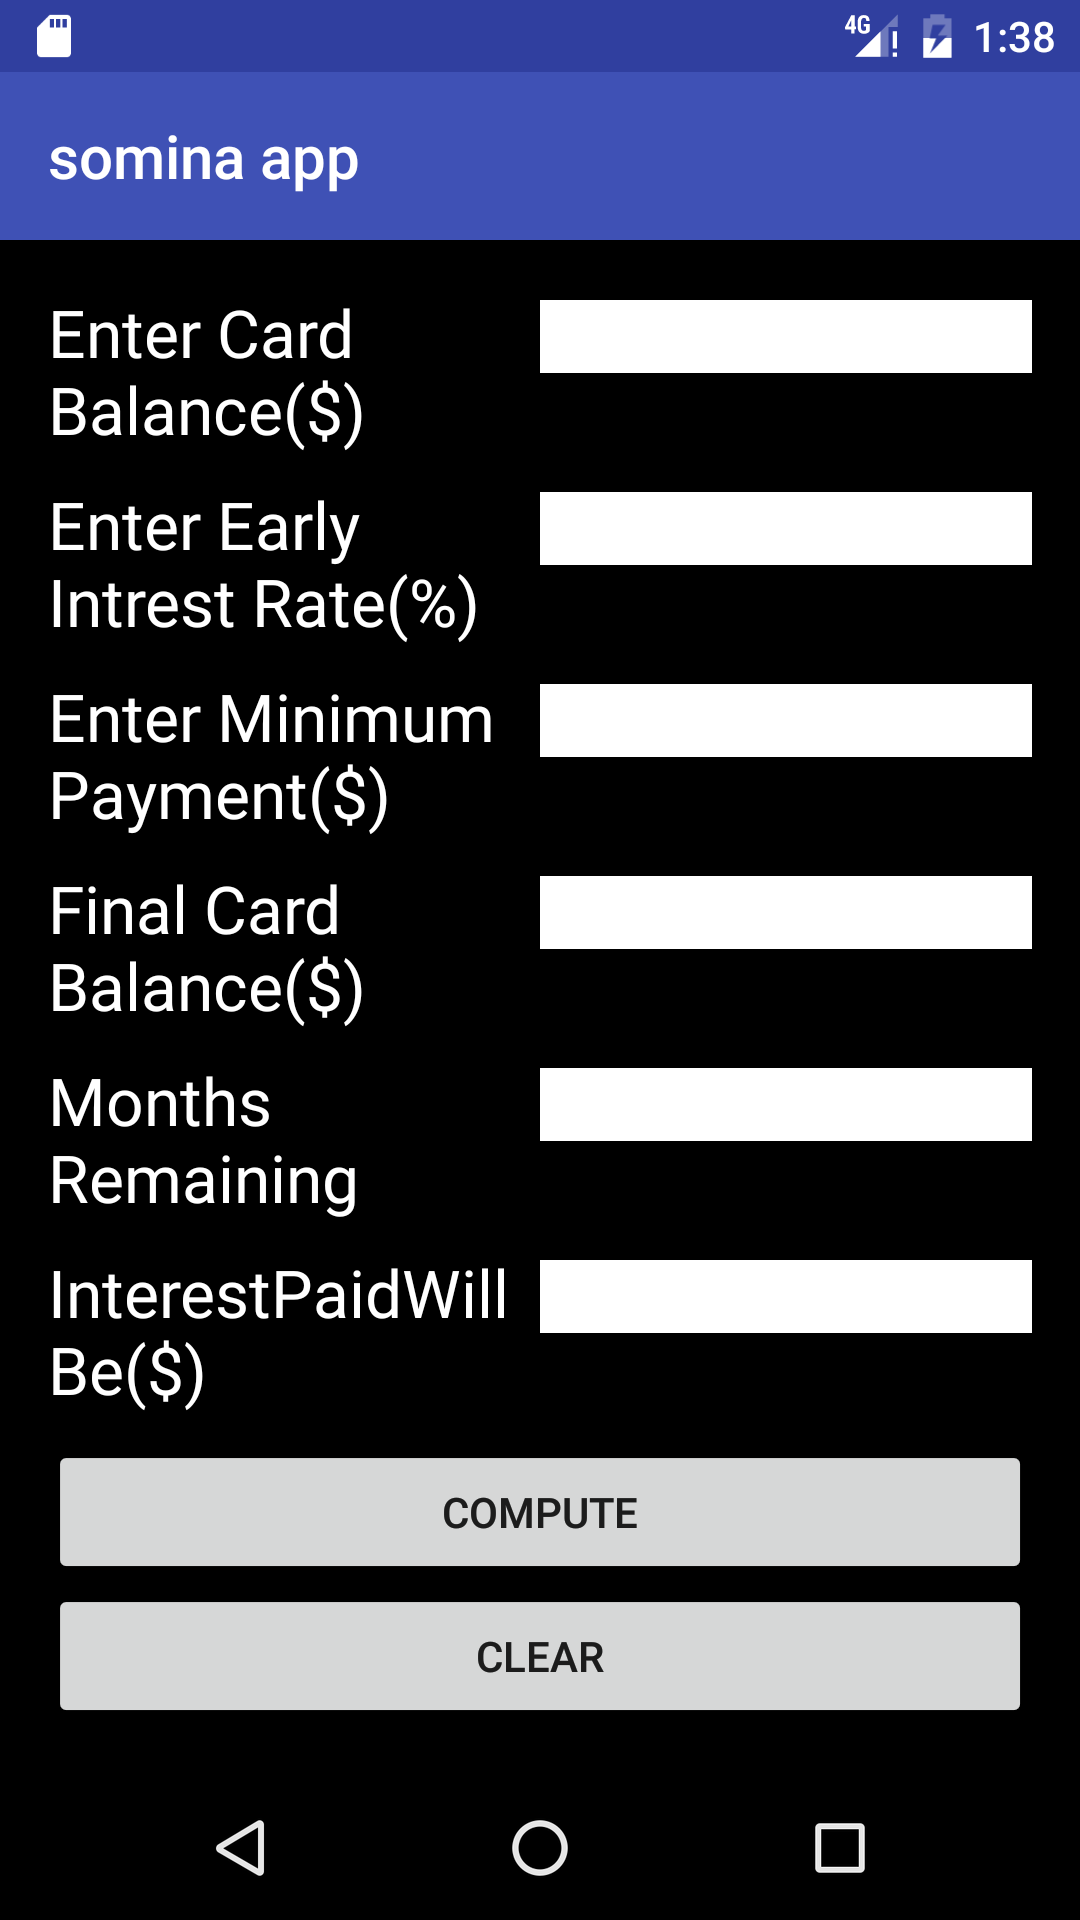 4G 1:38
somina app
Enter Card
Balance($)
Enter Early
Intrest Rate(%)
Enter Minimum
Payment($)
Final Card
Balance($)
Months
Remaining
InterestPaidWill
Be($)
COMPUTE
CLEAR